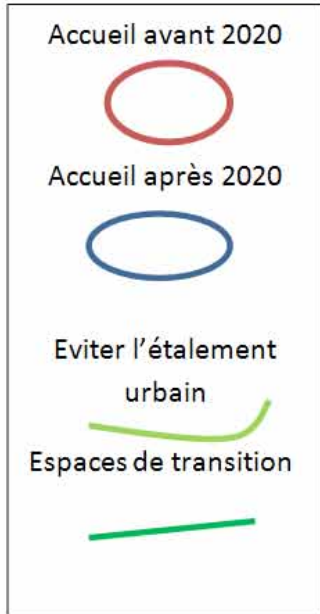 Accueil avant 2020
Accueil après 2020
Eviter l'étalement
urbain
Espaces de transition